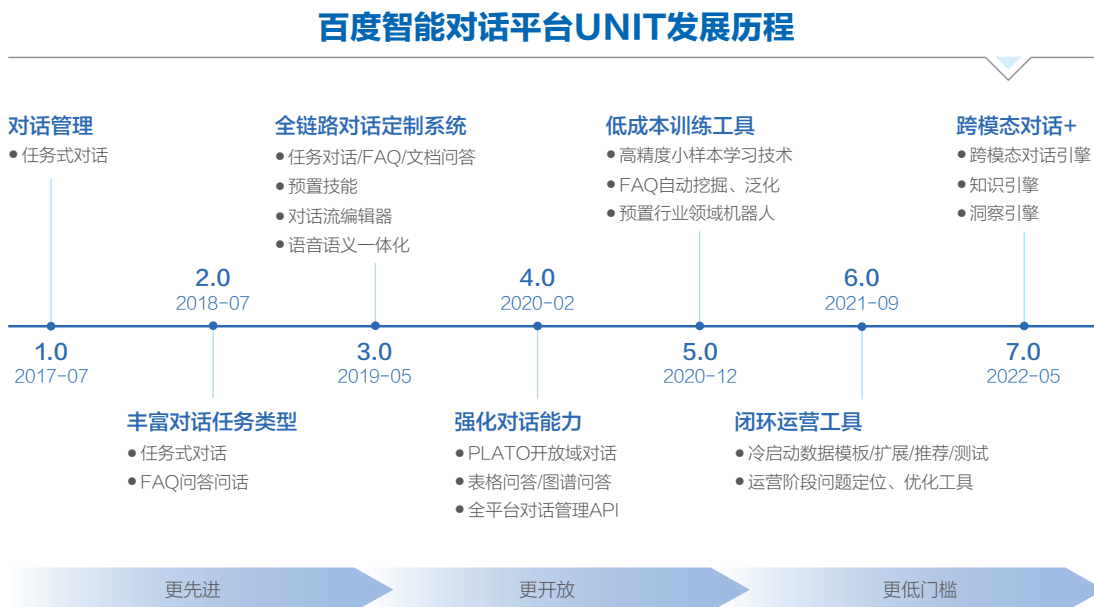 百度智能对话平台UNIT发展历程
对话管理
●任务式对话
全链路对话定制系统
●任务对话/FAQ/文档问答
●预置技能
●对话流编辑器
●语音语义一体化
低成本训练工具
●高精度小样本学习技术
●FAQ自动挖掘、泛化
●预置行业领域机器人
跨模态对话+
●跨模态对话引擎
●知识引擎
●洞察引擎
2.0
2018-07
4.0
2020-02
6.0
2021-09
1.0
2017-07
3.0
2019-05
5.0
2020-12
7.0
2022-05
丰富对话任务类型
●任务式对话
●FAQ问答问话
强化对话能力
●PLATO开放域对话
●表格问答/图谱问答
●全平台对话管理API
闭环运营工具
●冷启动数据模板/扩展/推荐/测试
●运营阶段问题定位、优化工具
更先进
更开放
更低门槛